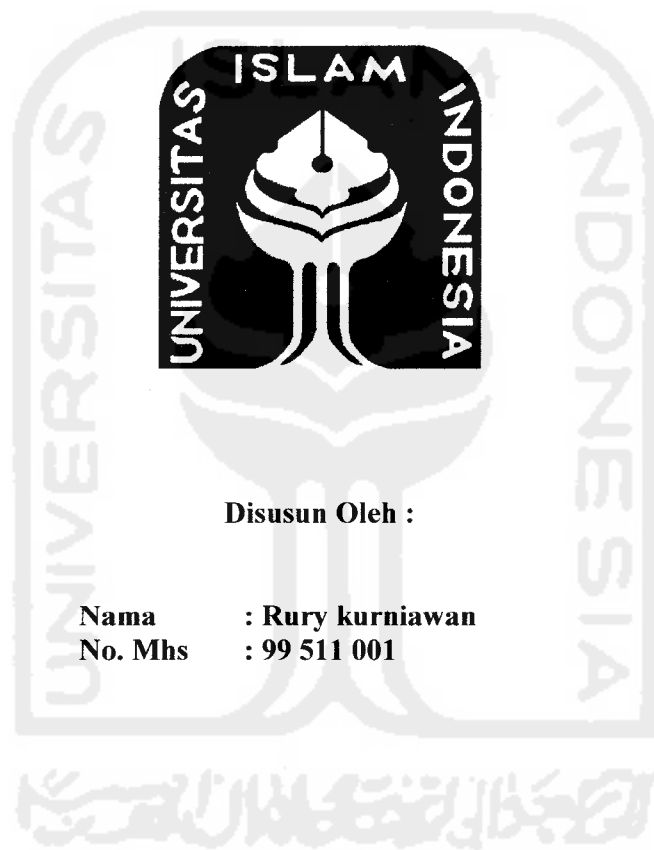 UNIVERSITAS ISLAM INDONESIA
Disusun Oleh :
Nama : Rury kurniawan
No. Mhs : 99 511 001